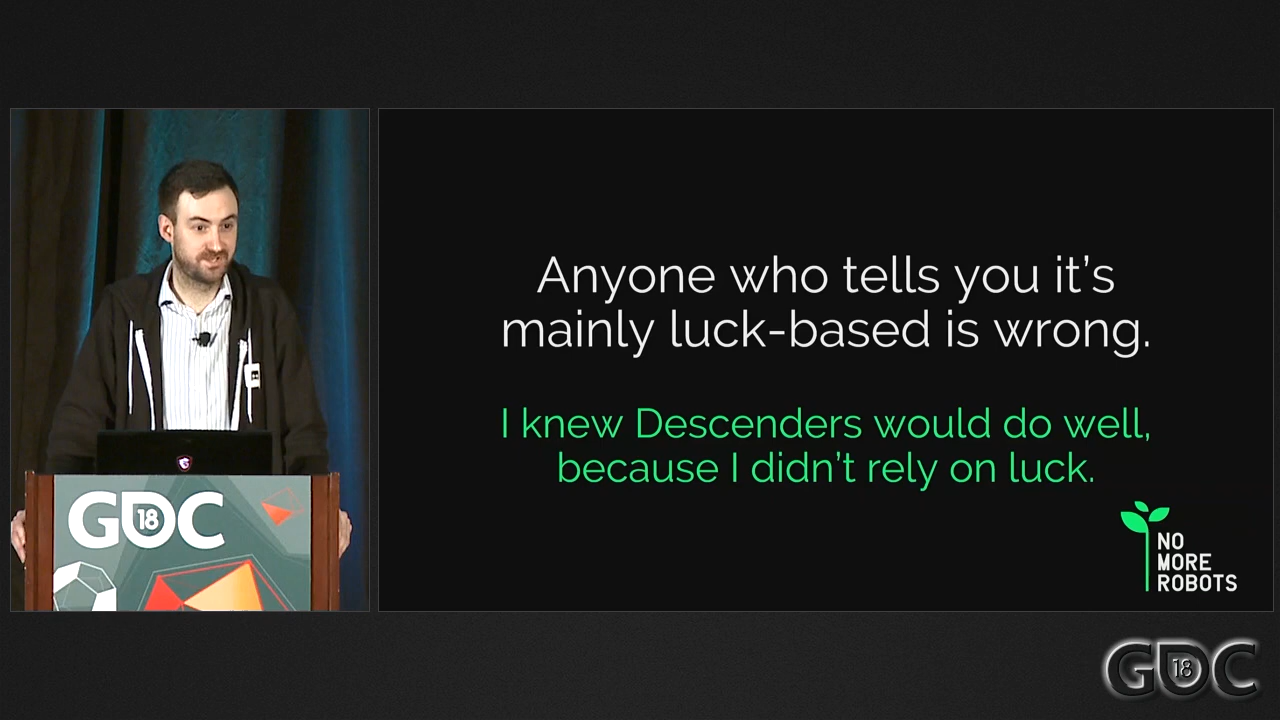 Anyone who tells you it's
mainly luck-based is wrong.
I knew Descenders would do well,
because I didn't rely on luck.
NO
MORE
ROBOTS
GDC
18
GDC
18